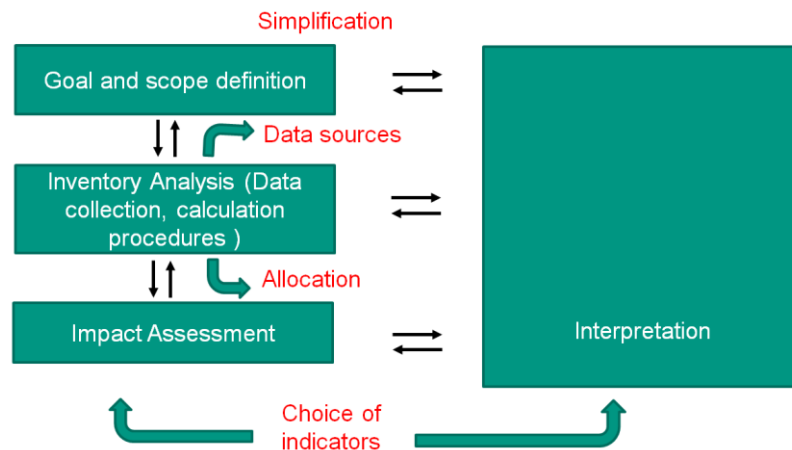 Simplification
Goal and scope definition
Data sources
Inventory Analysis (Data
collection, calculation
procedures )
Allocation
Impact Assessment
Interpretation
Choice of
indicators